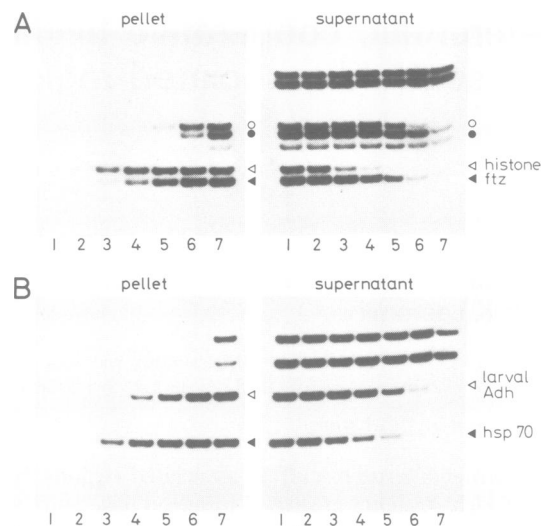 A
pellet
supernatant
histone
ftz
1 2 3 4 5 6 7
1 2 3 4 5 6 7
B
pellet
supernatant
larval
Adh
hsp 70
1 2 3 4 5 6 7
1 2 3 4 5 6 7